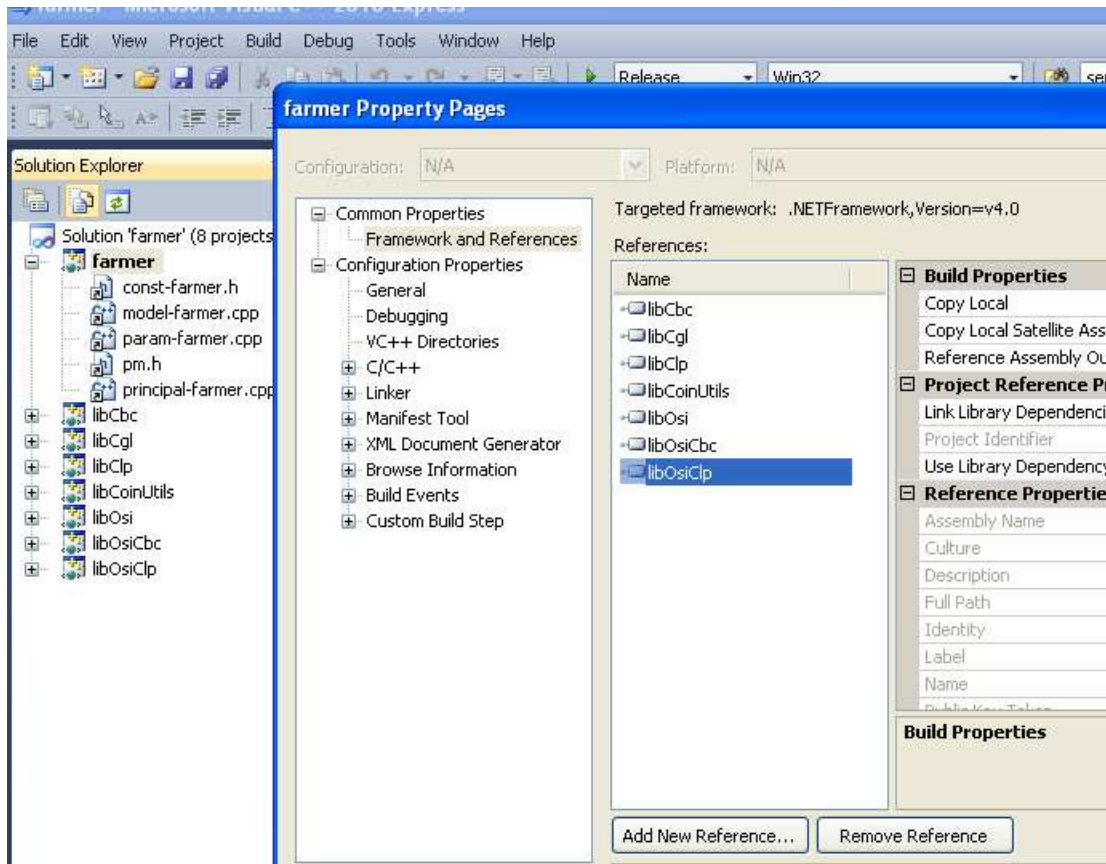 File Edit View Project Build Debug Tools Window Help
Release Win32
farmer Property Pages
Solution Explorer
Configuration: N/A Platform: N/A
Solution 'farmer' (8 projects
farmer
const-farmer.h
model-farmer.cpp
param-farmer.cpp
pm.h
principal-farmer.cpp
libCbc
libCgl
libClp
libCoinUtils
libOsi
libOsiCbc
libOsiClp
Common Properties
Framework and References
Configuration Properties
General
Debugging
VC++ Directories
C/C++
Linker
Manifest Tool
XML Document Generator
Browse Information
Build Events
Custom Build Step
Targeted framework: .NETFramework,Version=v4.0
References:
Name
libCbc
libCgl
libClp
libCoinUtils
libOsi
libOsiCbc
libOsiClp
Build Properties
Copy Local
Copy Local Satellite Ass
Reference Assembly Ou
Project Reference P
Link Library Dependenci
Project Identifier
Use Library Dependency
Reference Propertie
Assembly Name
Culture
Description
Full Path
Identity
Label
Name
Build Properties
Add New Reference... Remove Reference